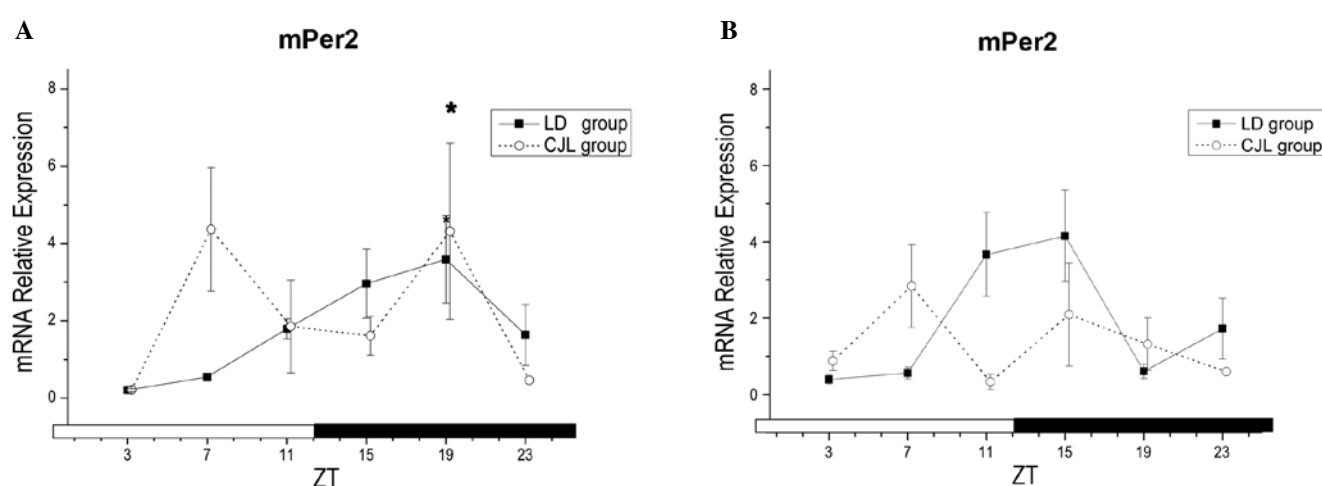 A
mPer2
8
6
4
2
0
mRNA Relative Expression
*
*
LD group
CJL group
3 7 11 15 19 23
ZT
B
mPer2
8
6
4
2
0
mRNA Relative Expression
LD group
CJL group
3 7 11 15 19 23
ZT